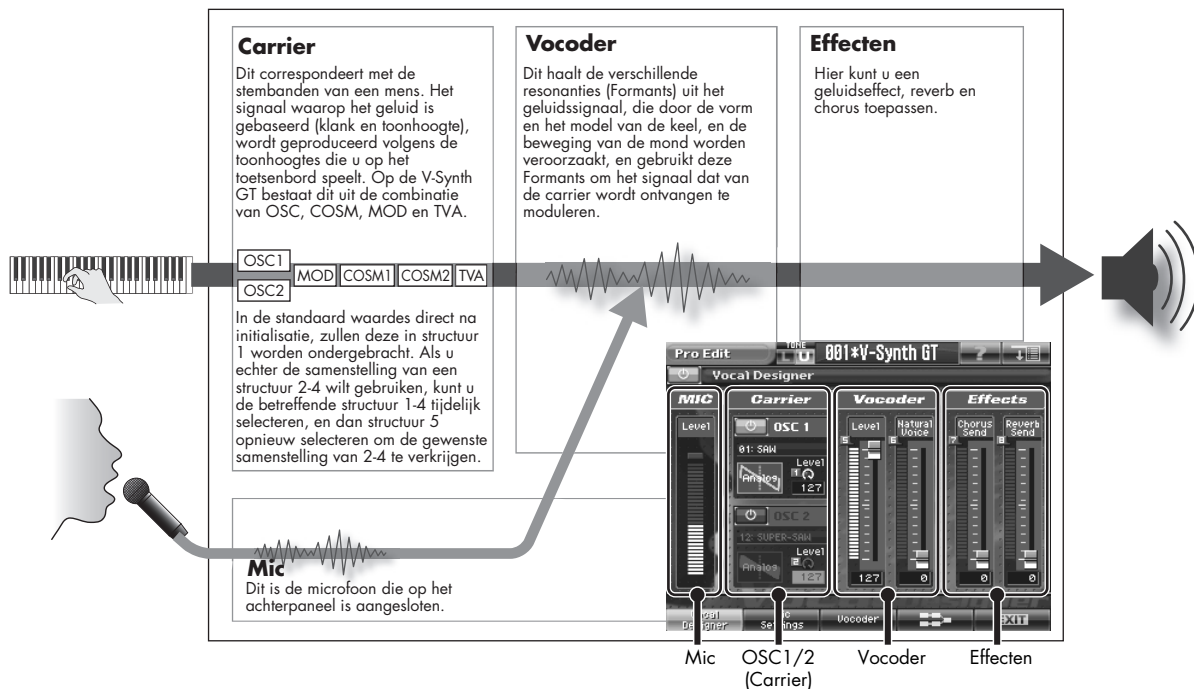 Carrier
Dit correspondeert met de
stembanden van een mens. Het
signaal waarop het geluid is
gebaseerd (klank en toonhoogte),
wordt geproduceerd volgens de
toonhoogtes die u op het
toetsenbord speelt. Op de V-Synth
GT bestaat dit uit de combinatie
van OSC, COSM, MOD en TVA.
OSC1
OSC2
MOD
COSM1
COSM2
TVA
In de standaard waardes direct na
initialisatie, zullen deze in structuur
1 worden ondergebracht. Als u
echter de samenstelling van een
structuur 2-4 wilt gebruiken, kunt u
de betreffende structuur 1-4 tijdelijk
selecteren, en dan structuur 5
opnieuw selecteren om de gewenste
samenstelling van 2-4 te verkrijgen.
Vocoder
Dit haalt de verschillende
resonanties (Formants) uit het
geluidssignaal, die door de vorm
en het model van de keel, en de
beweging van de mond worden
veroorzaakt, en gebruikt deze
Formants om het signaal dat van
de carrier wordt ontvangen te
moduleren.
Effecten
Hier kunt u een
geluidseffect, reverb en
chorus toepassen.
Mic
Dit is de microfoon die op het
achterpaneel is aangesloten.
Pro Edit
TONE
L U
001*V-Synth GT
?
Vocal Designer
MIC
Level
Carrier
OSC 1
01: SAW
Analog
Level
1
127
OSC 2
12: SUPER-SAW
Analog
Level
2
127
Vocoder
Level
Natural
Voice
5
6
127
0
Effects
Chorus
Send
Reverb
Send
7
8
0
0
Vocoder
Mic
OSC1/2
(Carrier)
Vocoder
Effecten